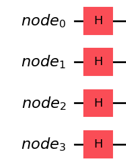 node₀ H
node₁ H
node₂ H
node₃ H